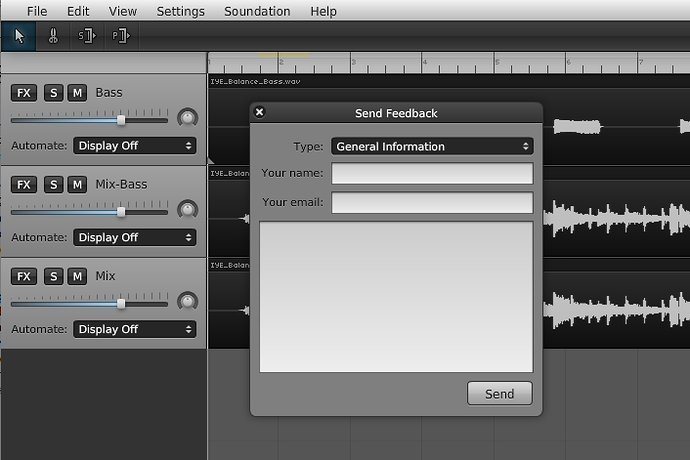 File Edit View Settings Soundation Help
S P
1 2 3 4 5 6 7
IYE_Balance_Bass.wav
FX S M Bass
Send Feedback
Automate: Display Off
Type: General Information
Your name:
IYE_Balan
FX S M Mix-Bass
Your email:
Automate: Display Off
IYE_Balan
FX S M Mix
Automate: Display Off
Send